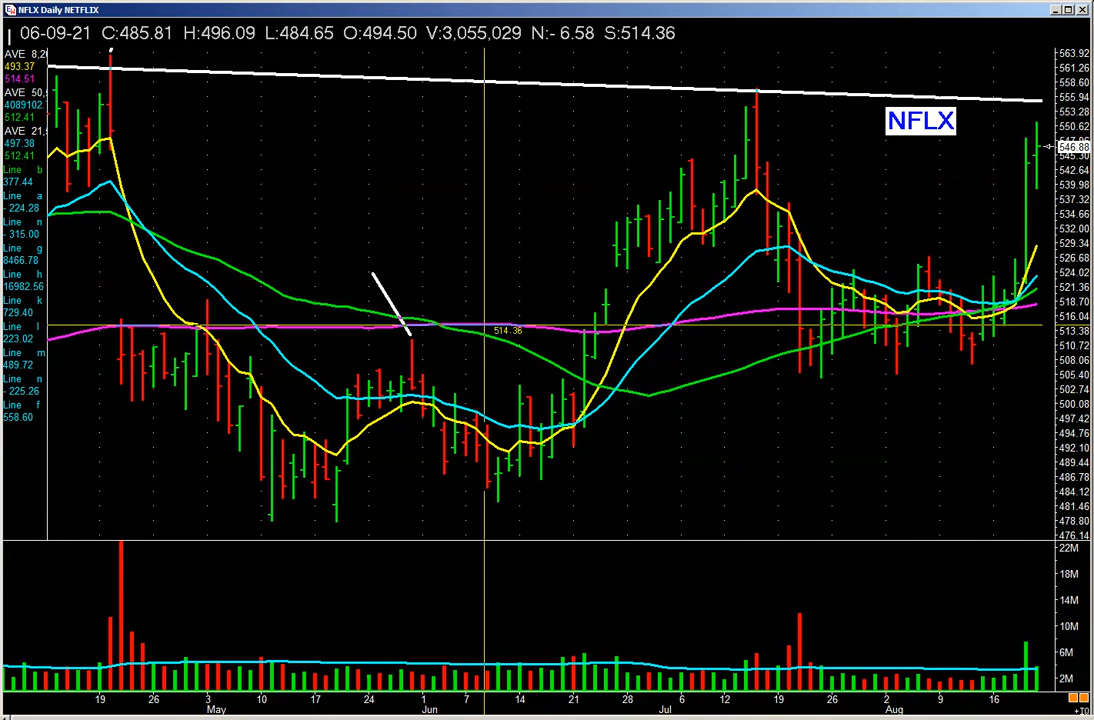 NFLX Daily NETFLIX
06-09-21 C:485.81 H:496.09 L:484.65 O:494.50 V:3,055,029 N:- 6.58 S:514.36
AVE 8,20
493.37
514.51
AVE 50,
4089102.
512.41
AVE 21,
497.38
512.41
Line b
377.44
Line a
- 224.28
Line n
- 315.00
Line g
8466.78
Line h
16982.56
Line k
729.40
Line l
223.02
Line m
489.72
Line n
- 225.26
Line f
558.60
NFLX
514.36
563.92
561.26
558.60
555.94
553.28
550.62
546.88
545.30
542.64
539.98
537.32
534.66
532.00
529.34
526.68
524.02
521.36
518.70
516.04
513.38
510.72
508.06
505.40
502.74
500.08
497.42
494.76
492.10
489.44
486.78
484.12
481.46
478.80
476.14
22M
18M
14M
10M
6M
2M
19 26 3 10 17 24 1 7 14 21 28 6 12 19 26 2 9 16
May Jun Jul Aug